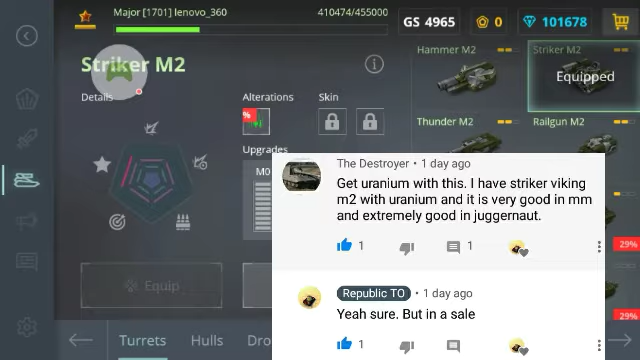 Major [1701] lenovo_360
410474/455000
GS 4965
0
101678
Striker M2
Details
Alterations
Skin
%
Upgrades
M0
Hammer M2
Striker M2
Equipped
Thunder M2
Railgun M2
29%
29%
Equip
Turrets
Hulls
Dro
The Destroyer • 1 day ago
Get uranium with this. I have striker viking
m2 with uranium and it is very good in mm
and extremely good in juggernaut.
1
1
Republic TO • 1 day ago
Yeah sure. But in a sale
1